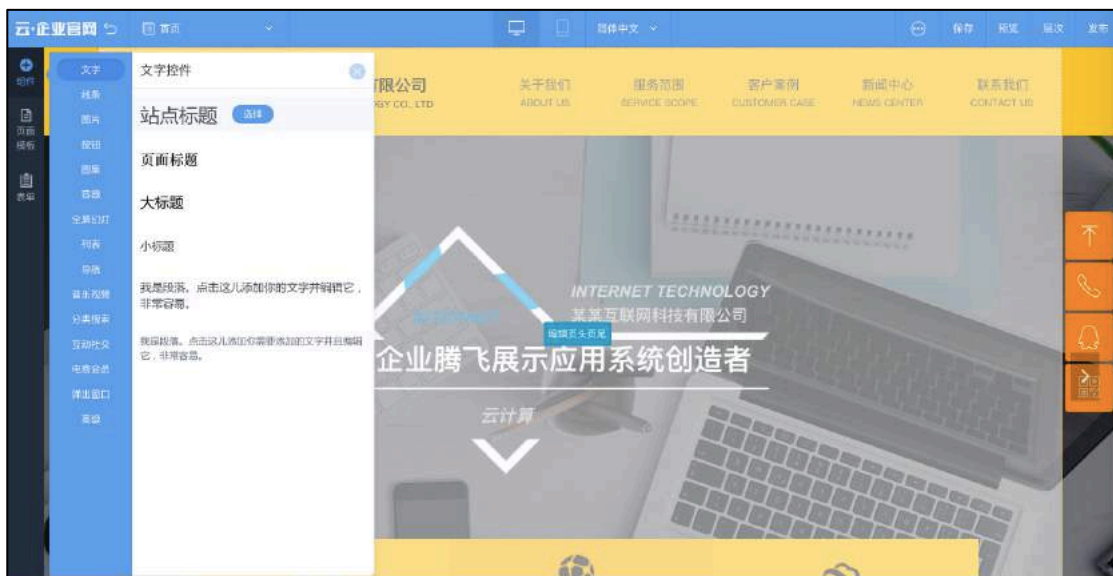 云·企业官网
首页
简体中文
保存
预览
层次
发布
组件
页面
模板
表单
文字
线条
图片
按钮
图集
容器
全屏幻灯
列表
导航
音乐视频
分类搜索
互动社交
电商会员
弹出窗口
高级
文字控件
站点标题
选择
页面标题
大标题
小标题
我是段落。点击这儿添加你的文字并编辑它，
非常容易。
我是段落。点击这儿添加你需要添加的文字并且编辑
它，非常容易。
有限公司
GY CO., LTD
关于我们
服务范围
客户案例
新闻中心
联系我们
ABOUT US
SERVICE SCOPE
CUSTOMER CASE
NEWS CENTER
CONTACT US
INTERNET TECHNOLOGY
某某互联网科技有限公司
INTERNET
编辑页头页尾
企业腾飞展示应用系统创造者
云计算